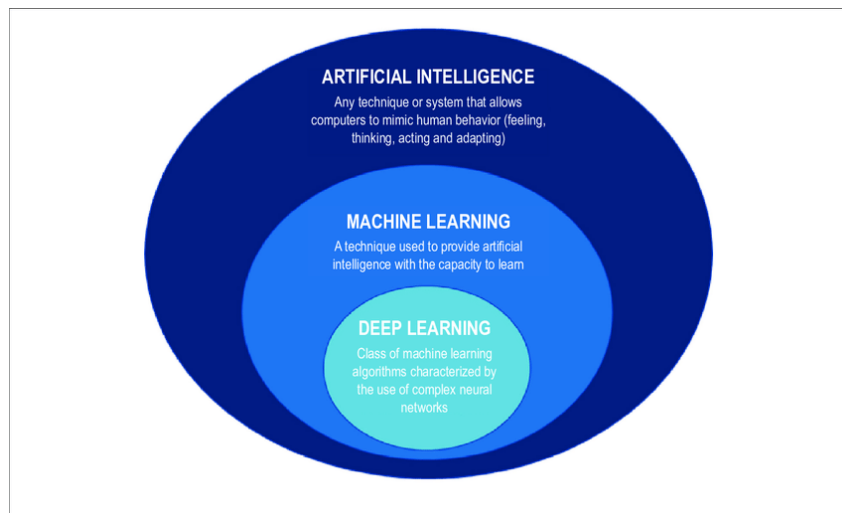 ARTIFICIAL INTELLIGENCE
Any technique or system that allows
computers to mimic human behavior (feeling,
thinking, acting and adapting)
MACHINE LEARNING
A technique used to provide artificial
intelligence with the capacity to learn
DEEP LEARNING
Class of machine learning
algorithms characterized by
the use of complex neural
networks